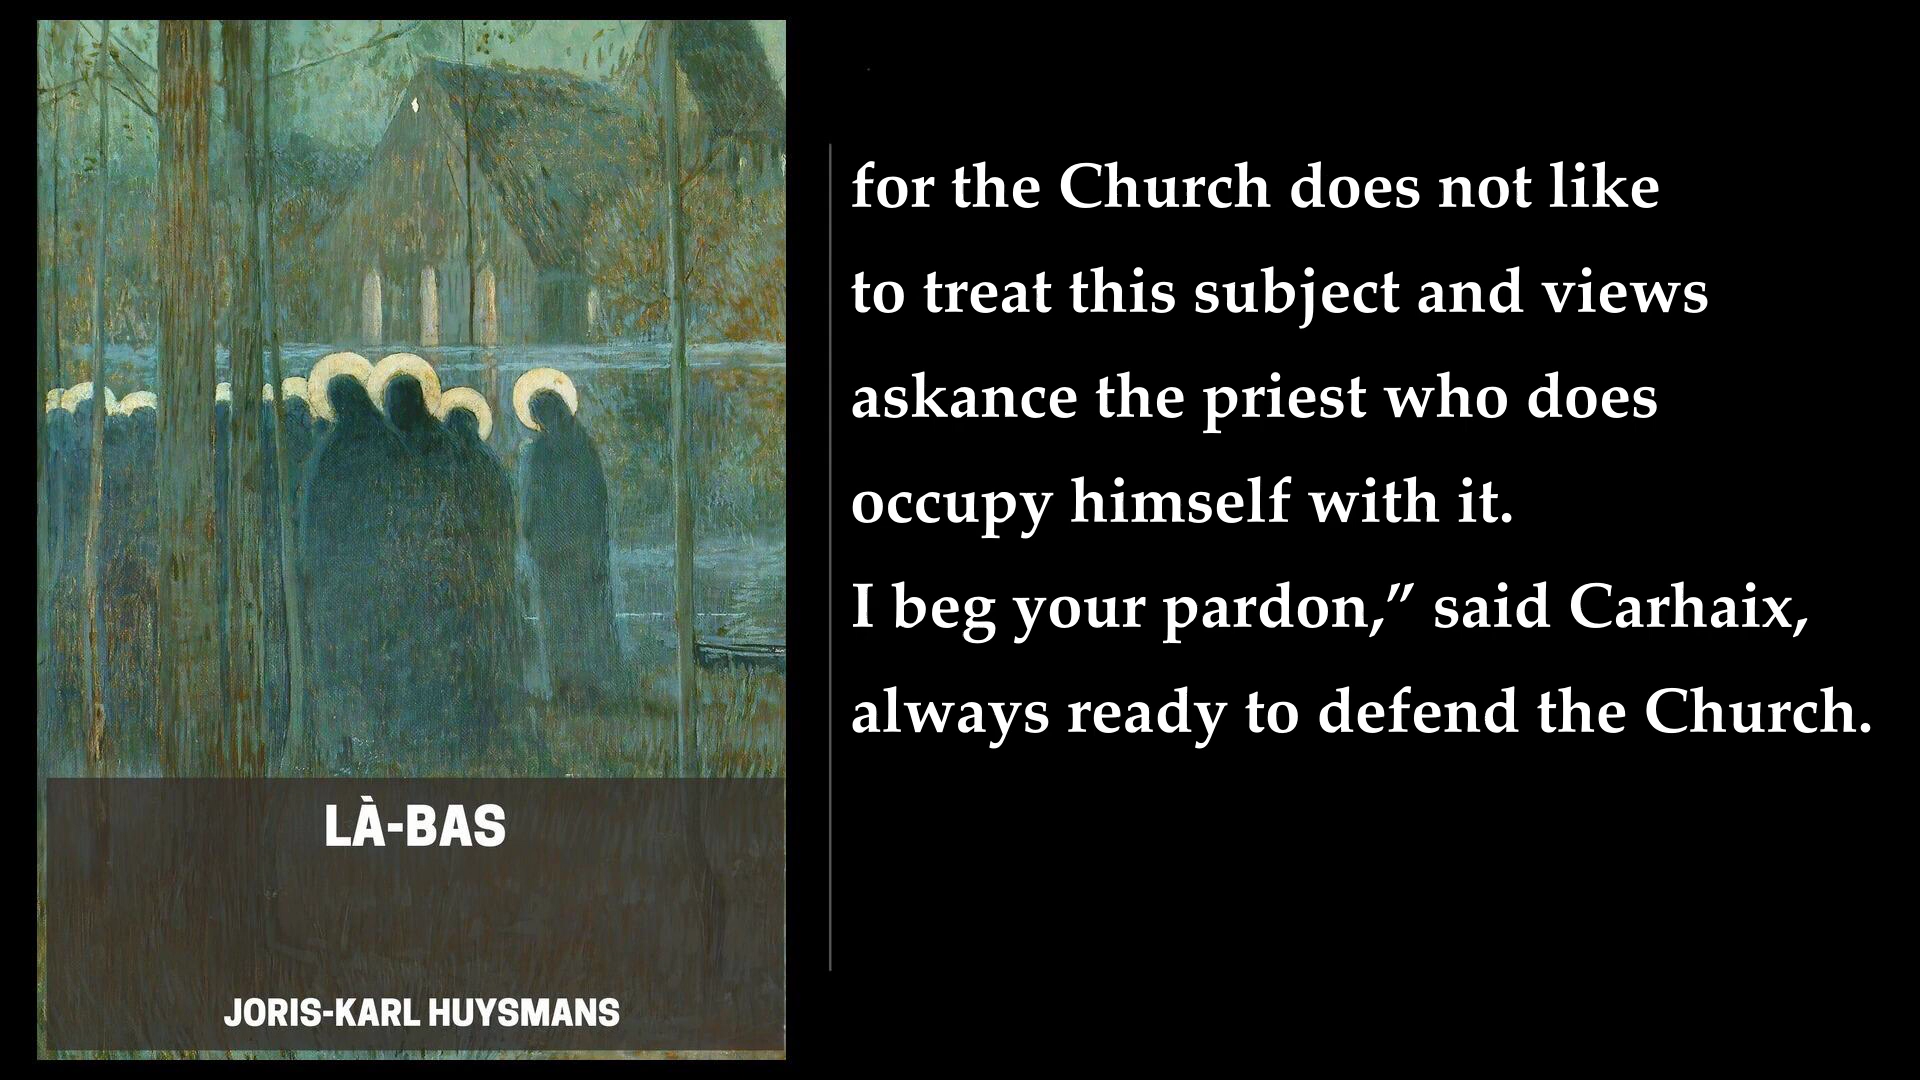 LÀ-BAS
JORIS-KARL HUYSMANS
for the Church does not like
to treat this subject and views
askance the priest who does
occupy himself with it.
I beg your pardon,” said Carhaix,
always ready to defend the Church.